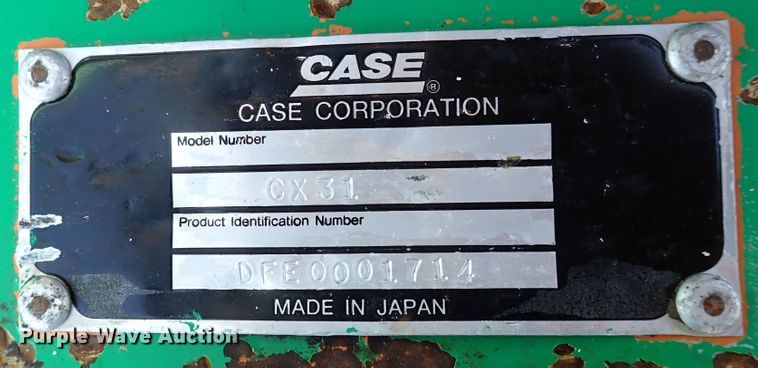 CASE®
CASE CORPORATION
Model Number
CX31
Product Identification Number
DFE0001714
MADE IN JAPAN
Purple Wave Auction